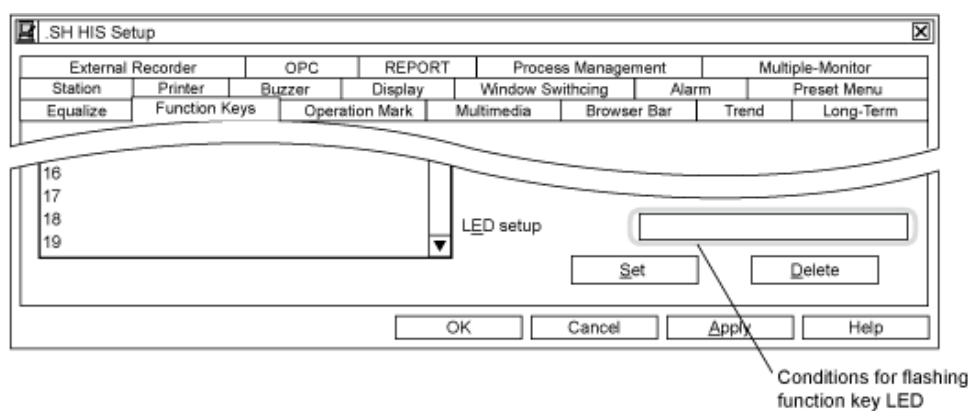 .SH HIS Setup
External Recorder OPC REPORT Process Management Multiple-Monitor
Station Printer Buzzer Display Window Swithcing Alarm Preset Menu
Equalize Function Keys Operation Mark Multimedia Browser Bar Trend Long-Term
16
17
18
19
LED setup
Set Delete
OK Cancel Apply Help
Conditions for flashing
function key LED